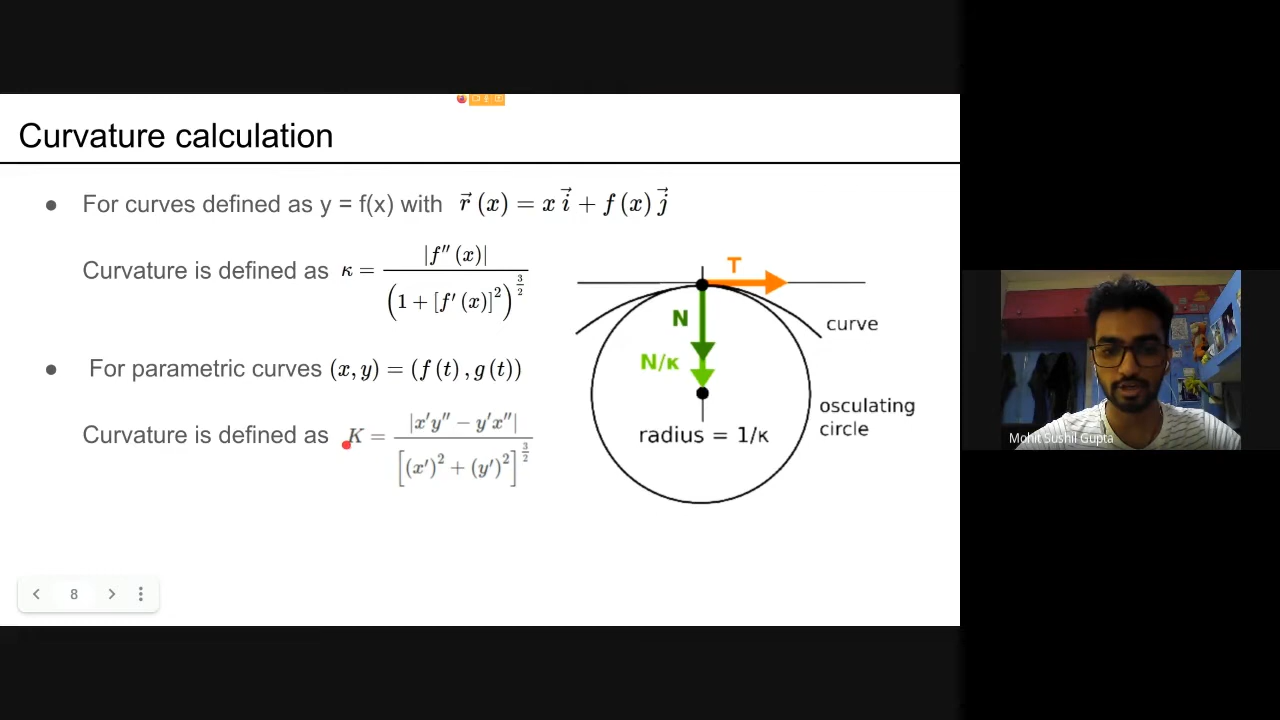 Curvature calculation
● For curves defined as y = f(x) with r⃗ (x) = x i⃗ + f (x) j⃗
Curvature is defined as κ = |f″ (x)| / (1 + [f′ (x)]²)^(3/2)
● For parametric curves (x, y) = (f (t) , g (t))
Curvature is defined as K = |x′y″ − y′x″| / [(x′)² + (y′)²]^(3/2)
T
N
N/κ
curve
osculating
circle
radius = 1/κ
8
Mohit Sushil Gupta